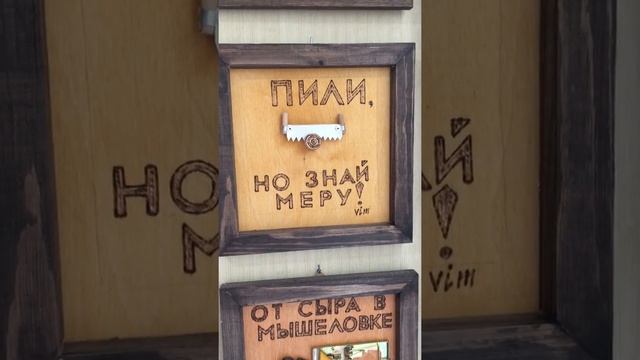 ПИЛИ,
НО ЗНАЙ
МЕРУ!
vim
ОТ СЫРА В
МЫШЕЛОВКЕ